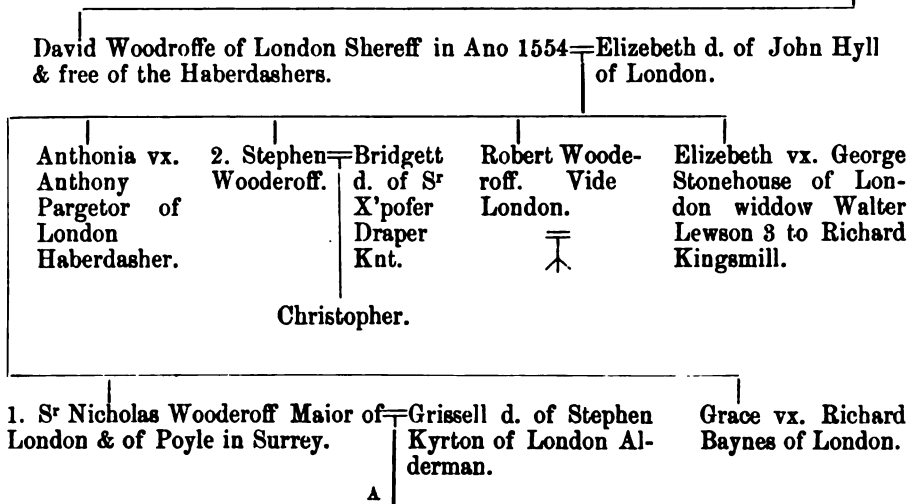 David Woodroffe of London Shereff in Ano 1554
& free of the Haberdashers.
Elizebeth d. of John Hyll
of London.
Anthonia vx.
Anthony
Pargetor of
London
Haberdasher.
2. Stephen
Wooderoff.
Bridgett
d. of Sr
X'pofer
Draper
Knt.
Robert Woode-
roff. Vide
London.
Elizebeth vx. George
Stonehouse of Lon-
don widdow Walter
Lewson 3 to Richard
Kingsmill.
Christopher.
1. Sr Nicholas Wooderoff Maior of
London & of Poyle in Surrey.
Grissell d. of Stephen
Kyrton of London Al-
derman.
Grace vx. Richard
Baynes of London.
A